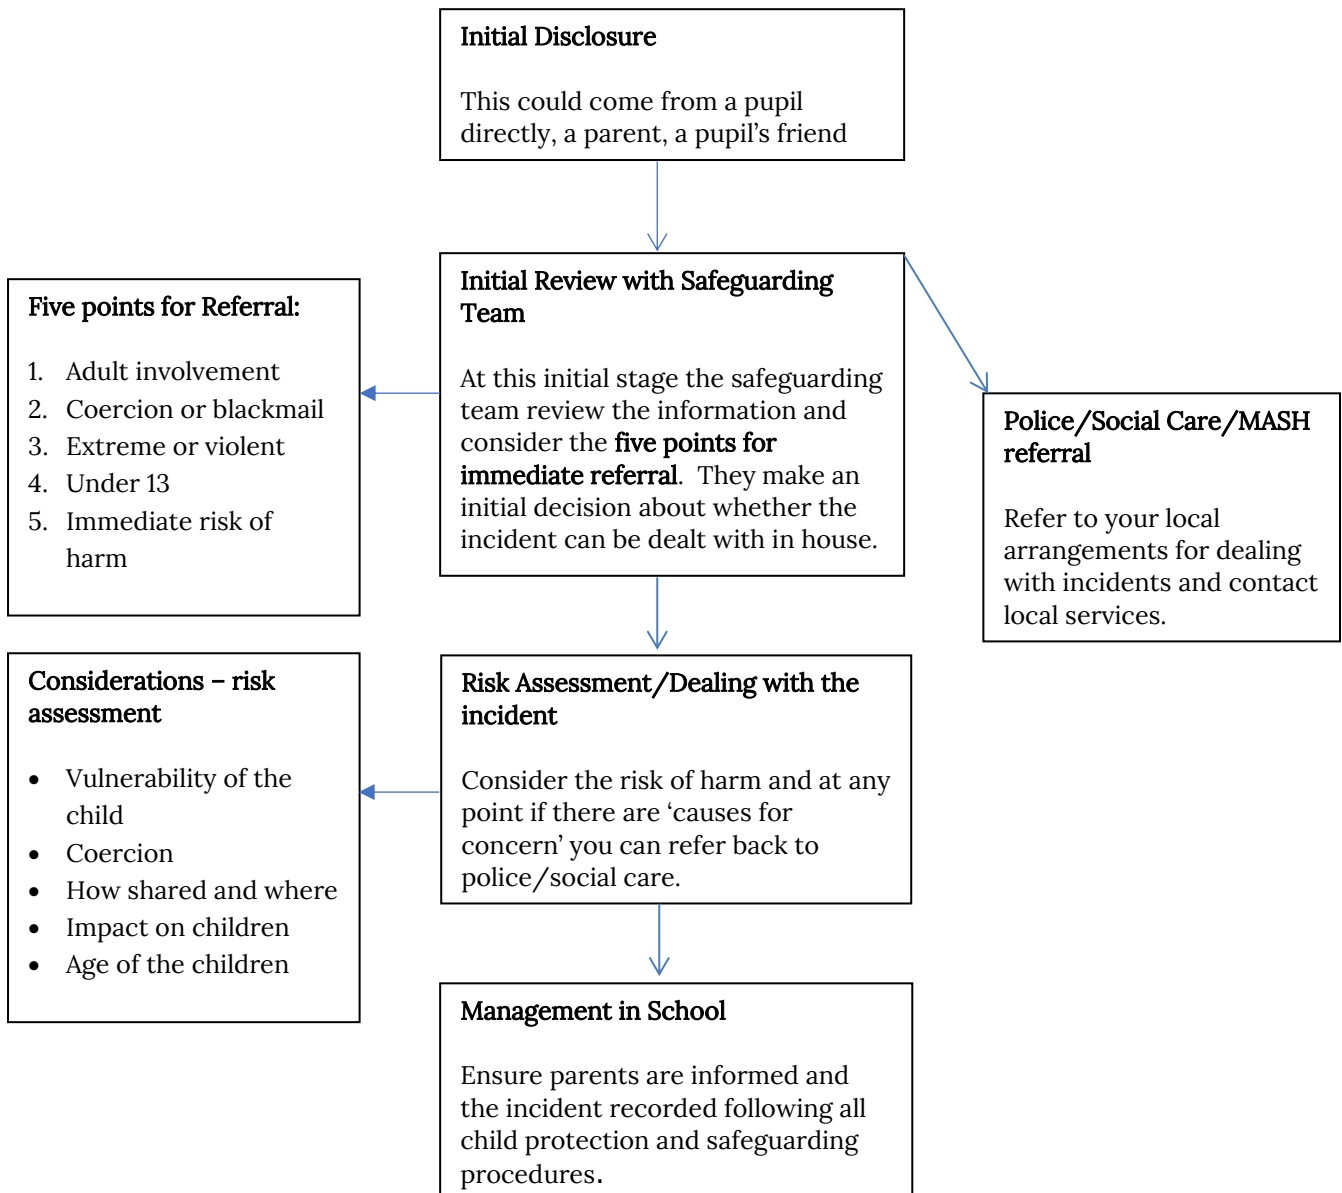 Initial Disclosure
This could come from a pupil
directly, a parent, a pupil’s friend
Initial Review with Safeguarding
Team
At this initial stage the safeguarding
team review the information and
consider the five points for
immediate referral. They make an
initial decision about whether the
incident can be dealt with in house.
Five points for Referral:
1. Adult involvement
2. Coercion or blackmail
3. Extreme or violent
4. Under 13
5. Immediate risk of
harm
Police/Social Care/MASH
referral
Refer to your local
arrangements for dealing
with incidents and contact
local services.
Risk Assessment/Dealing with the
incident
Consider the risk of harm and at any
point if there are ‘causes for
concern’ you can refer back to
police/social care.
Considerations – risk
assessment
• Vulnerability of the
child
• Coercion
• How shared and where
• Impact on children
• Age of the children
Management in School
Ensure parents are informed and
the incident recorded following all
child protection and safeguarding
procedures.